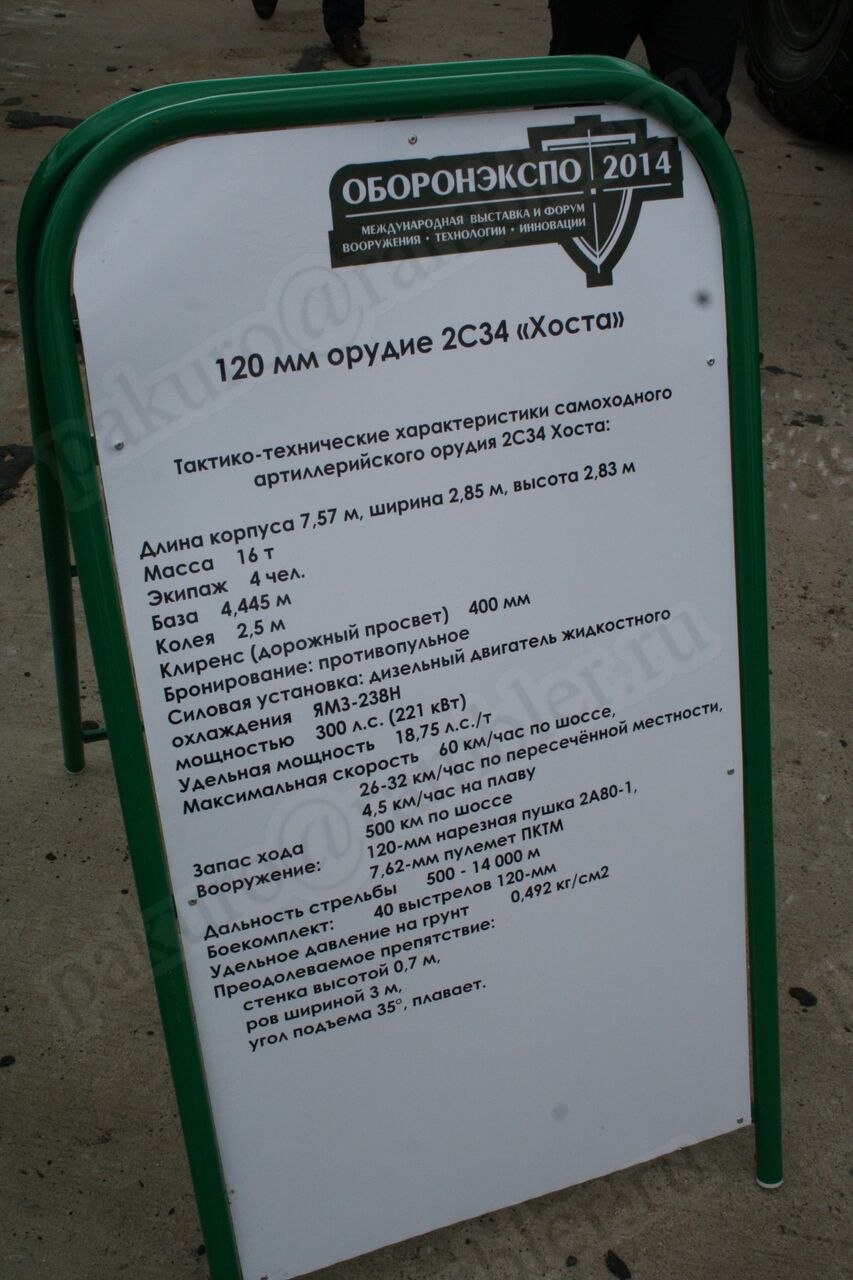 ОБОРОНЭКСПО 2014
МЕЖДУНАРОДНАЯ ВЫСТАВКА И ФОРУМ
ВООРУЖЕНИЯ • ТЕХНОЛОГИИ • ИННОВАЦИИ
120 мм орудие 2С34 «Хоста»
Тактико-технические характеристики самоходного
артиллерийского орудия 2С34 Хоста:
Длина корпуса 7,57 м, ширина 2,85 м, высота 2,83 м
Масса 16 т
Экипаж 4 чел.
База 4,445 м
Колея 2,5 м
Клиренс (дорожный просвет) 400 мм
Бронирование: противопульное
Силовая установка: дизельный двигатель жидкостного
охлаждения ЯМЗ-238Н
мощностью 300 л.с. (221 кВт)
Удельная мощность 18,75 л.с./т
Максимальная скорость 60 км/час по шоссе,
26-32 км/час по пересечённой местности,
4,5 км/час на плаву
Запас хода 500 км по шоссе
Вооружение: 120-мм нарезная пушка 2А80-1,
7,62-мм пулемет ПКТМ
Дальность стрельбы 500 - 14 000 м
Боекомплект: 40 выстрелов 120-мм
Удельное давление на грунт 0,492 кг/см2
Преодолеваемое препятствие:
стенка высотой 0,7 м,
ров шириной 3 м,
угол подъема 35°, плавает.
pakuro@rambler.ru
pakuro@rambler.ru